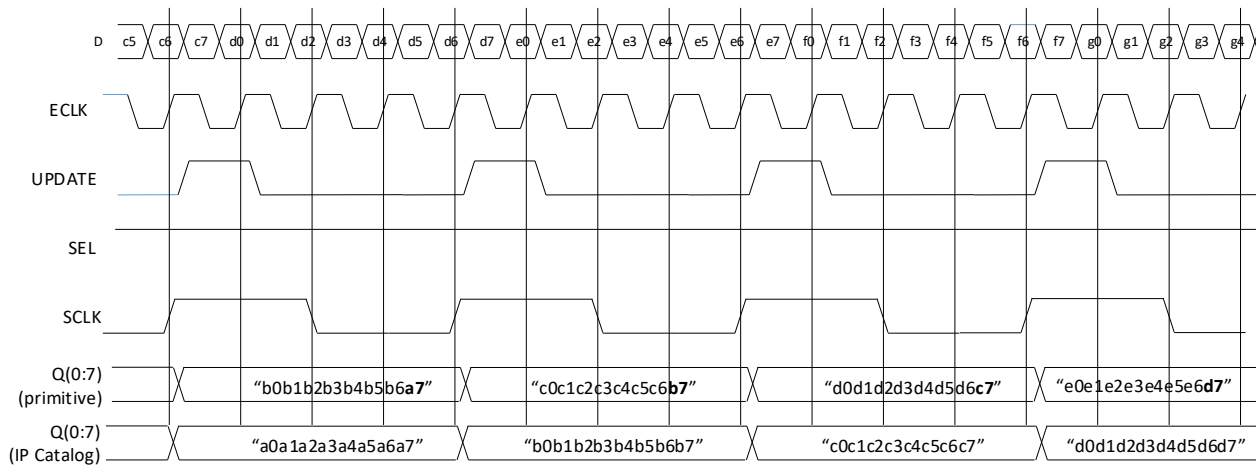 D c5 c6 c7 d0 d1 d2 d3 d4 d5 d6 d7 e0 e1 e2 e3 e4 e5 e6 e7 f0 f1 f2 f3 f4 f5 f6 f7 g0 g1 g2 g3 g4
ECLK
UPDATE
SEL
SCLK
Q(0:7)
(primitive)
“b0b1b2b3b4b5b6a7” “c0c1c2c3c4c5c6b7” “d0d1d2d3d4d5d6c7” “e0e1e2e3e4e5e6d7”
Q(0:7)
(IP Catalog)
“a0a1a2a3a4a5a6a7” “b0b1b2b3b4b5b6b7” “c0c1c2c3c4c5c6c7” “d0d1d2d3d4d5d6d7”